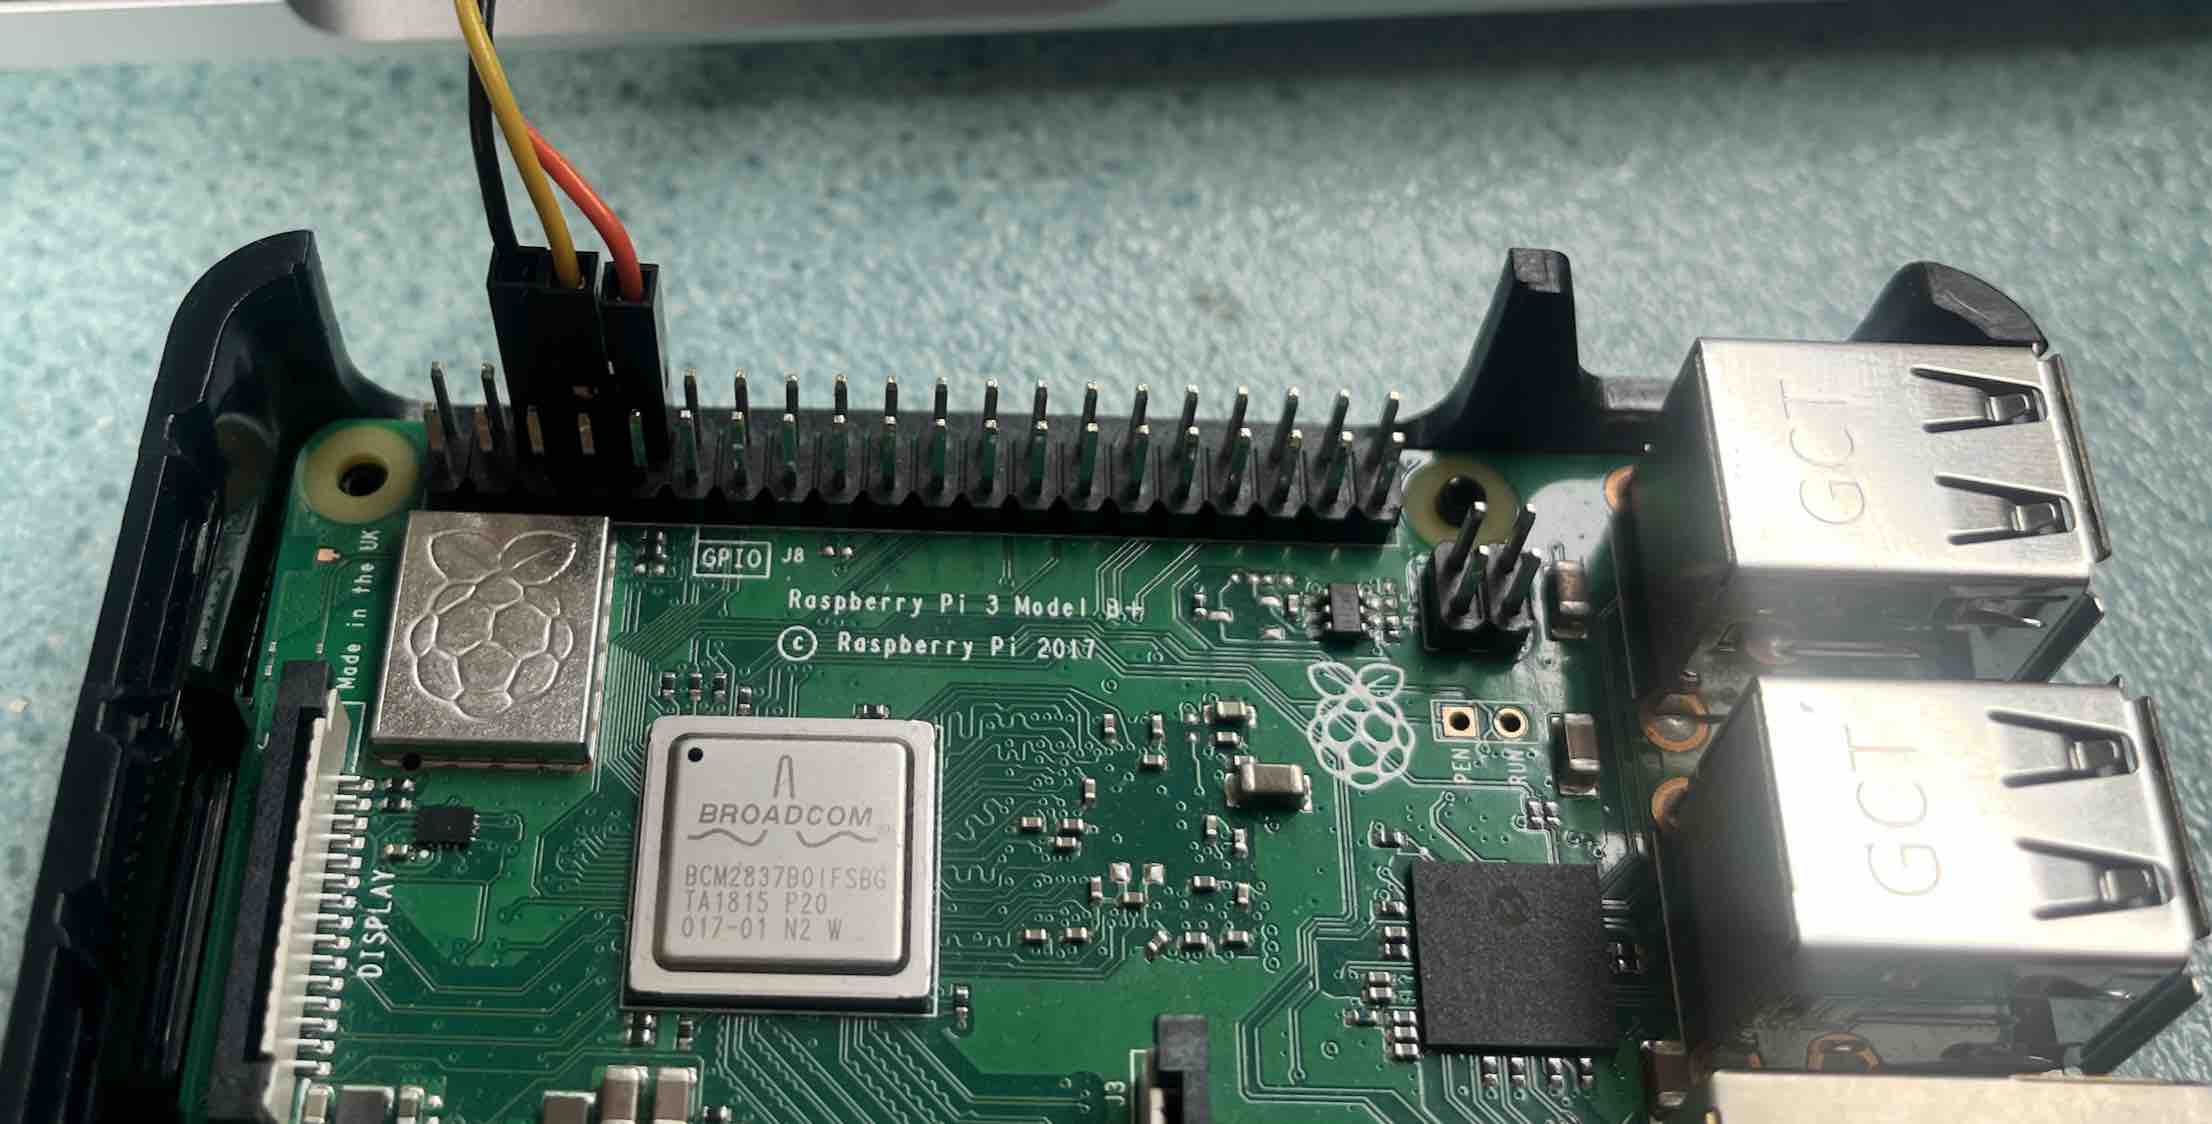 GCT
Made in the UK
GPIO J8
Raspberry Pi 3 Model B+
© Raspberry Pi 2017
PEN
RUN
BROADCOM
BCM2837B0IFSBG
TA1815 P20
017-01 N2 W
GCT
DISPLAY
J3